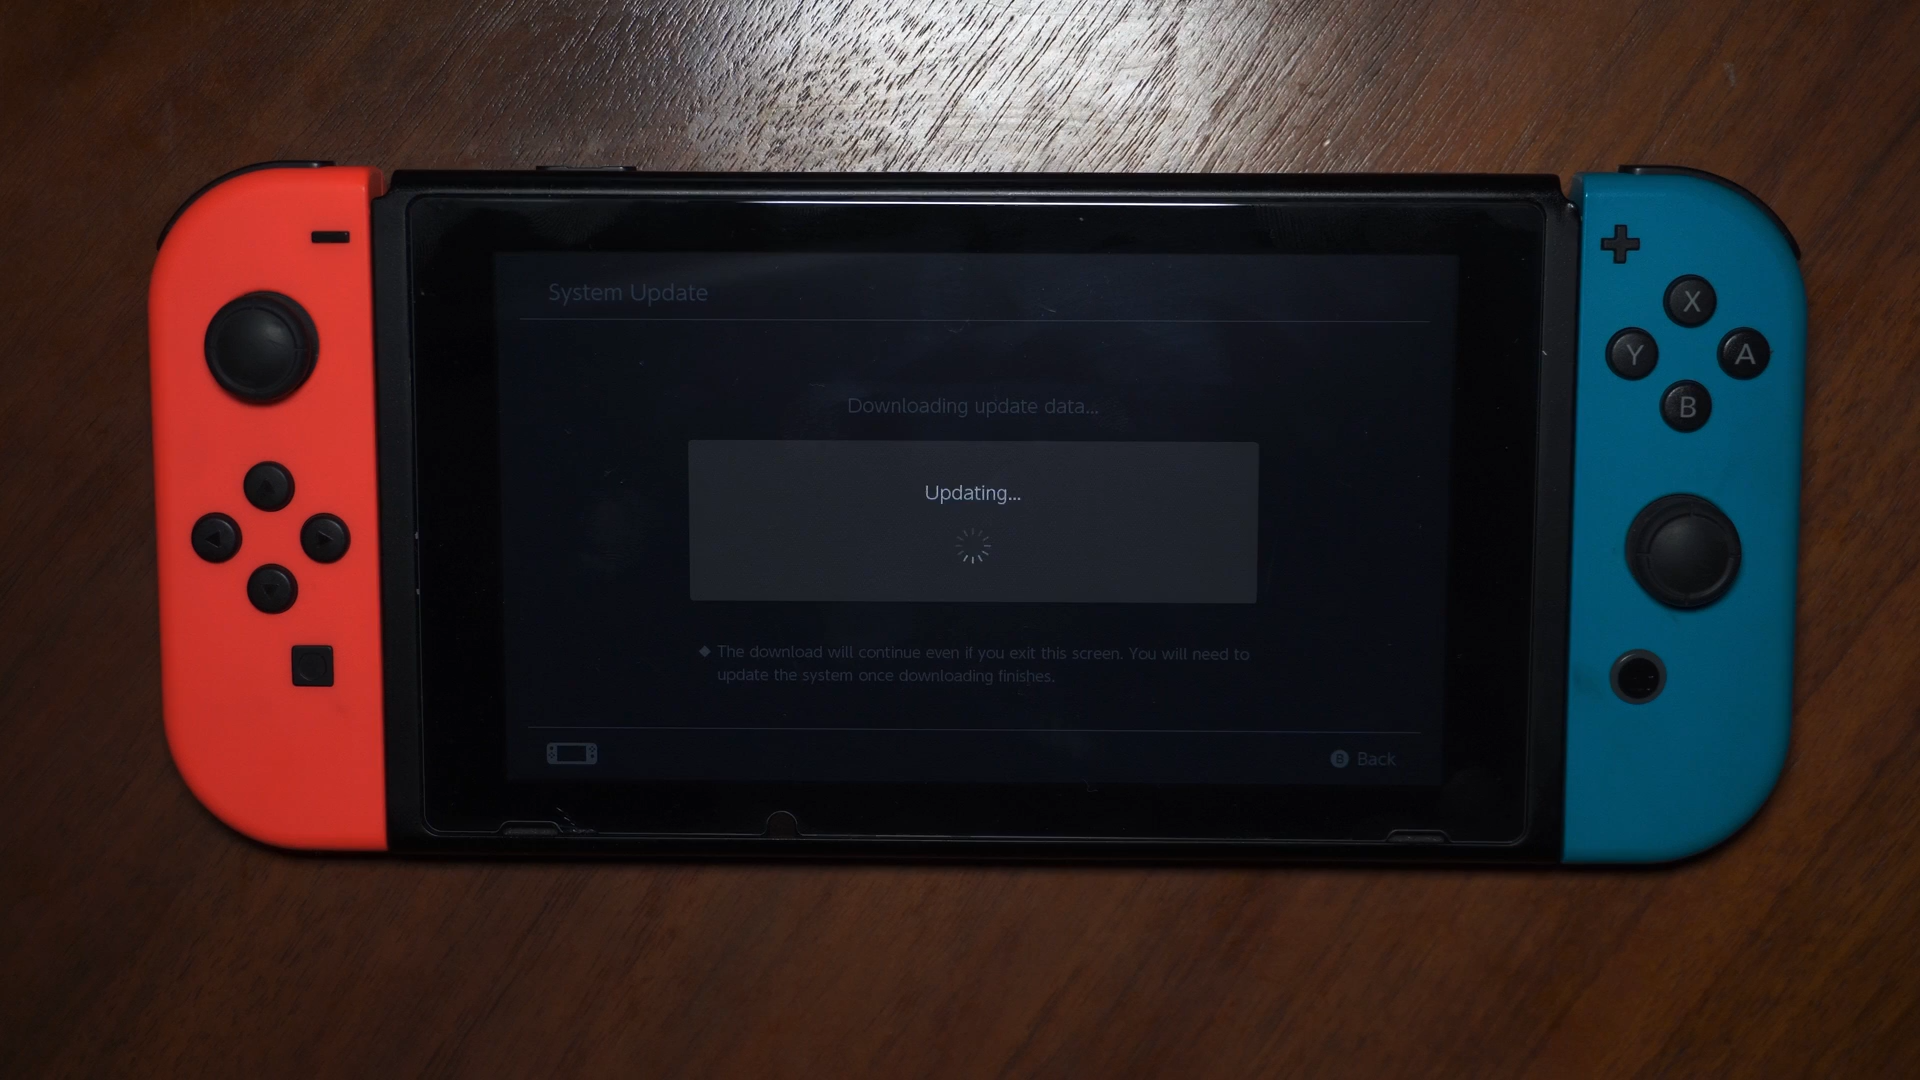 System Update
Downloading update data...
Updating...
◆ The download will continue even if you exit this screen. You will need to
update the system once downloading finishes.
B Back
X
Y
A
B